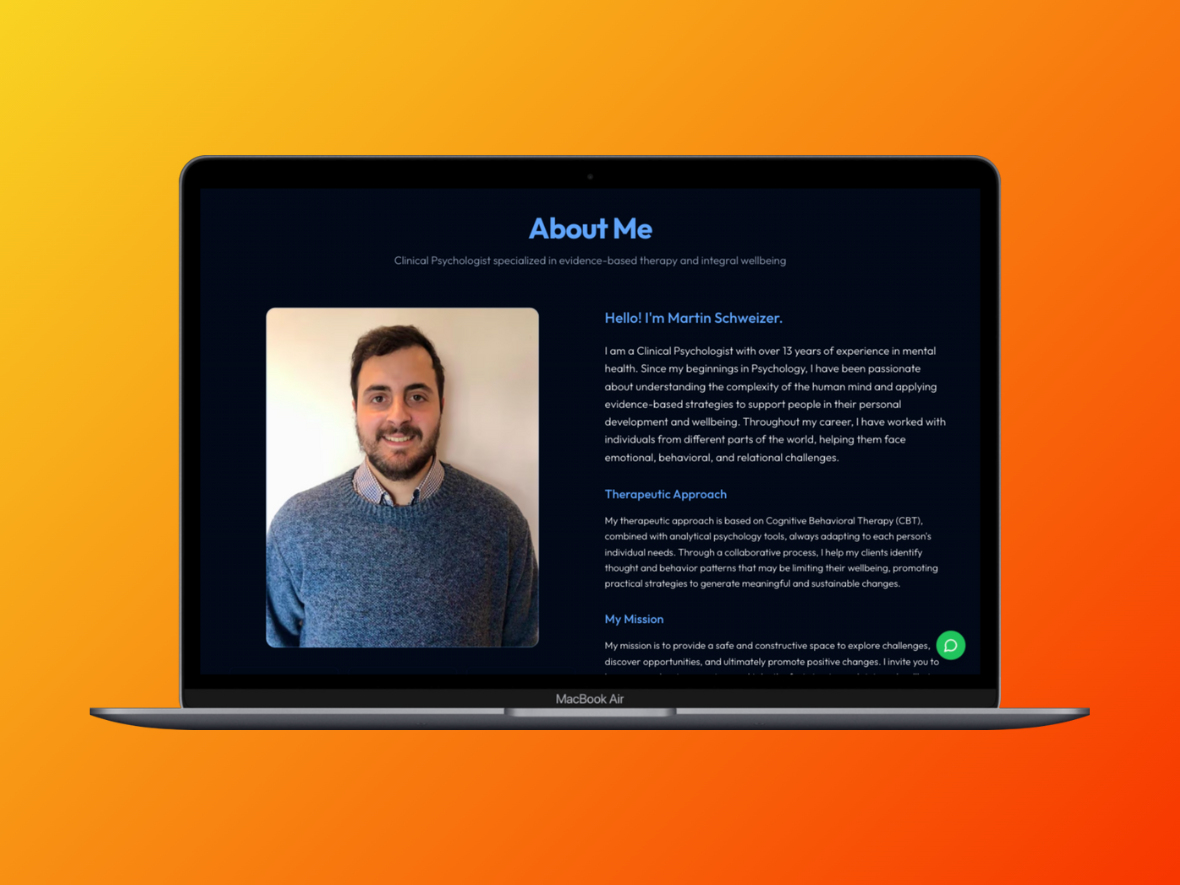 About Me
Clinical Psychologist specialized in evidence-based therapy and integral wellbeing
Hello! I'm Martin Schweizer.
I am a Clinical Psychologist with over 13 years of experience in mental
health. Since my beginnings in Psychology, I have been passionate
about understanding the complexity of the human mind and applying
evidence-based strategies to support people in their personal
development and wellbeing. Throughout my career, I have worked with
individuals from different parts of the world, helping them face
emotional, behavioral, and relational challenges.
Therapeutic Approach
My therapeutic approach is based on Cognitive Behavioral Therapy (CBT),
combined with analytical psychology tools, always adapting to each person's
individual needs. Through a collaborative process, I help my clients identify
thought and behavior patterns that may be limiting their wellbeing, promoting
practical strategies to generate meaningful and sustainable changes.
My Mission
My mission is to provide a safe and constructive space to explore challenges,
discover opportunities, and ultimately promote positive changes. I invite you to
MacBook Air